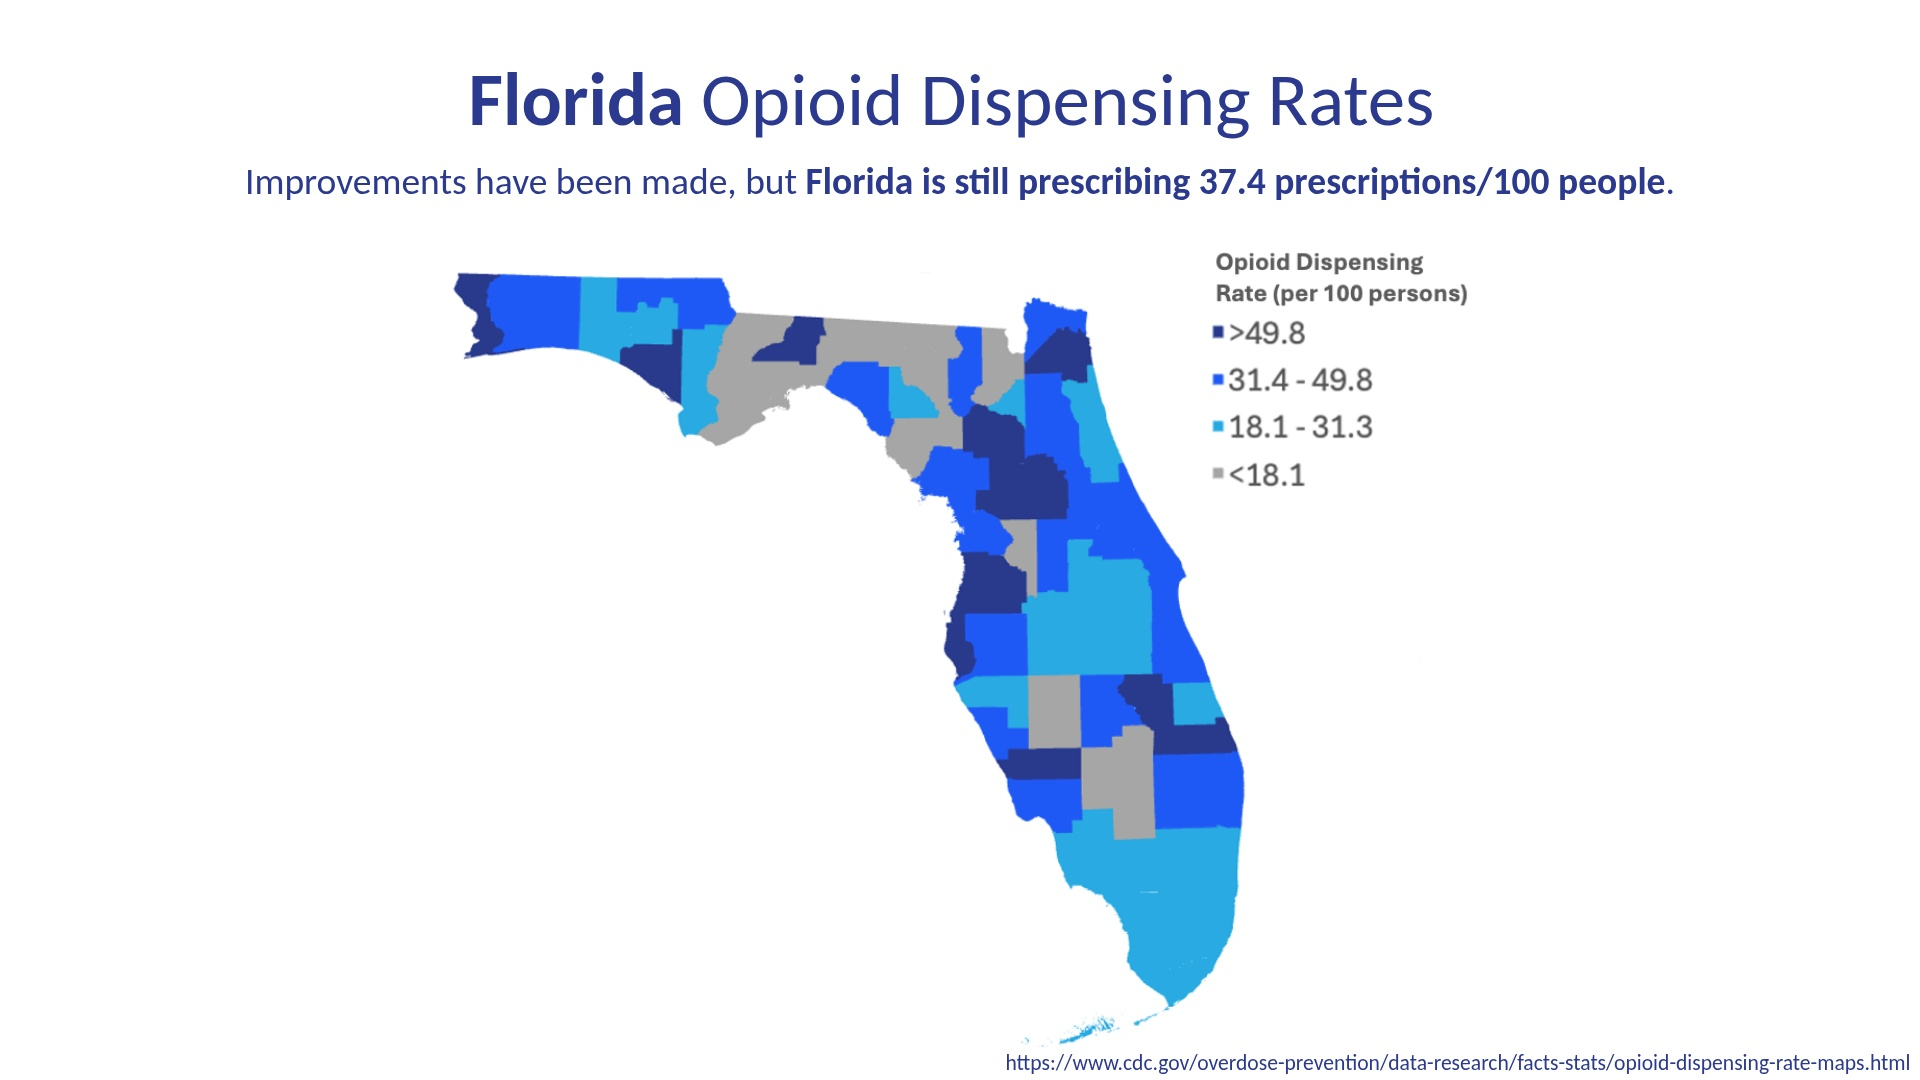 Florida Opioid Dispensing Rates
Improvements have been made, but Florida is still prescribing 37.4 prescriptions/100 people.
Opioid Dispensing
Rate (per 100 persons)
>49.8
31.4 - 49.8
18.1 - 31.3
<18.1
https://www.cdc.gov/overdose-prevention/data-research/facts-stats/opioid-dispensing-rate-maps.html